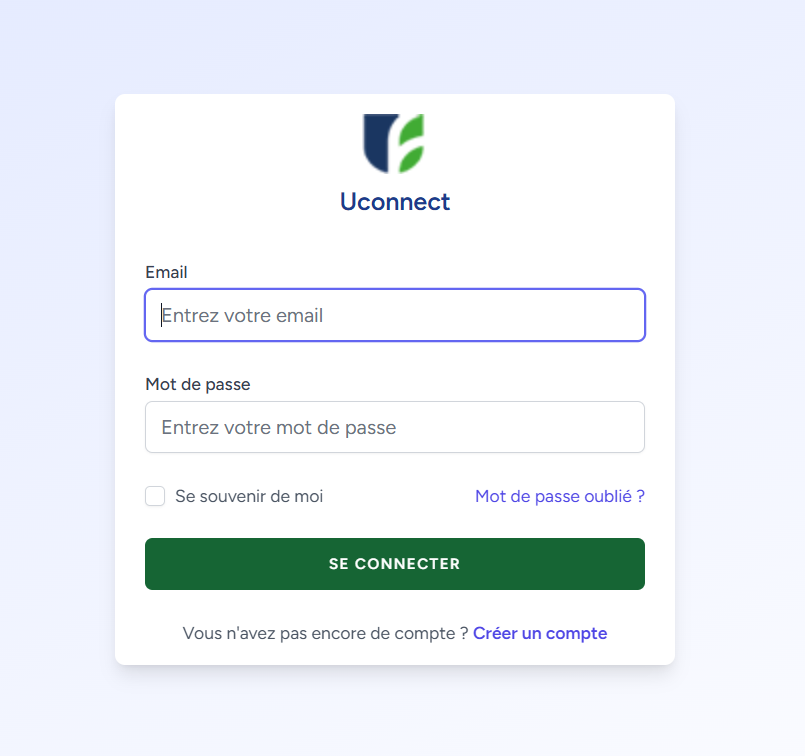 Uconnect
Email
Entrez votre email
Mot de passe
Entrez votre mot de passe
Se souvenir de moi
Mot de passe oublié ?
SE CONNECTER
Vous n'avez pas encore de compte ? Créer un compte